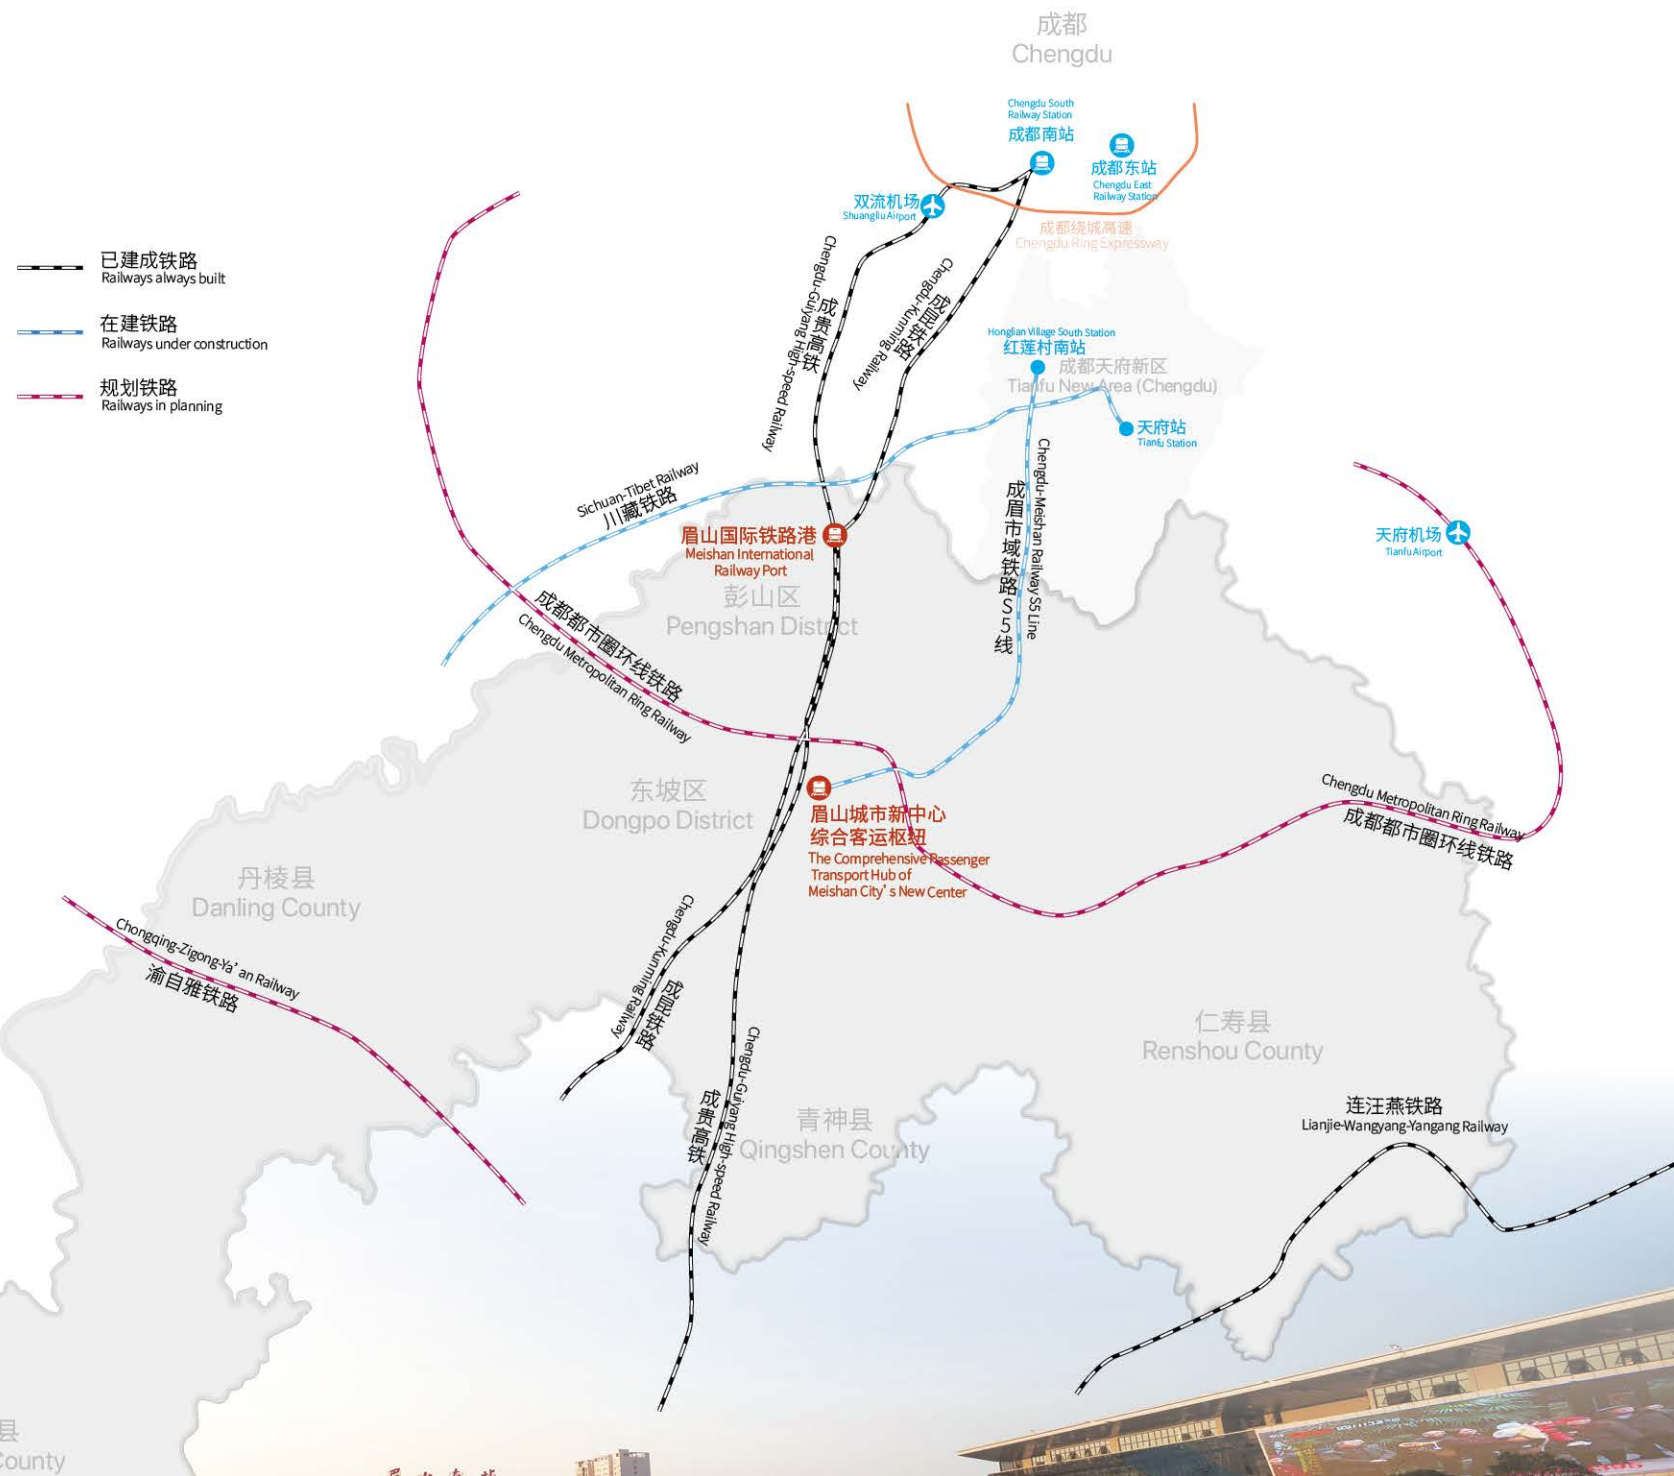 成都
Chengdu
Chengdu South
Railway Station
成都南站
成都东站
Chengdu East
Railway Station
双流机场
Shuangliu Airport
成都绕城高速
Chengdu Ring Expressway
已建成铁路
Railways always built
在建铁路
Railways under construction
规划铁路
Railways in planning
Chengdu-Guiyang High-speed Railway
成贵高铁
Chengdu-Kunming Railway
成昆铁路
Honglian Village South Station
红莲村南站
成都天府新区
Tianfu New Area (Chengdu)
天府站
Tianfu Station
Sichuan-Tibet Railway
川藏铁路
Chengdu-Meishan Railway S5 Line
成眉市域铁路S5线
眉山国际铁路港
Meishan International
Railway Port
天府机场
Tianfu Airport
彭山区
Pengshan District
成都都市圈环线铁路
Chengdu Metropolitan Ring Railway
东坡区
Dongpo District
眉山城市新中心
综合客运枢纽
The Comprehensive Passenger
Transport Hub of
Meishan City's New Center
Chengdu Metropolitan Ring Railway
成都都市圈环线铁路
丹棱县
Danling County
Chongqing-Zigong-Ya'an Railway
渝自雅铁路
Chengdu-Kunming Railway
成昆铁路
仁寿县
Renshou County
Chengdu-Guiyang High-speed Railway
成贵高铁
青神县
Qingshen County
连汪燕铁路
Lianjie-Wangyang-Yangang Railway
县
County